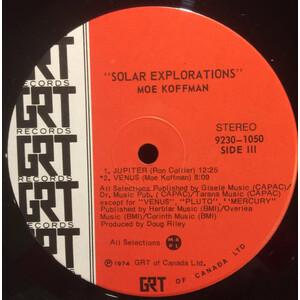 "SOLAR EXPLORATIONS"
MOE KOFFMAN
GRT
RECORDS
GRT
RECORDS
GRT
RECORDS
GRT
STEREO
9230-1050
SIDE III
1. JUPITER (Ron Collier) 12:25
*2. VENUS (Moe Koffman) 8:00
All Selections Published by Gisele Music (CAPAC)/
Dr. Music Pub. (CAPAC)/ Tarana Music (CAPAC)
except for "VENUS", "PLUTO", "MERCURY"
Published by Herbilar Music (BMI)/Overlea
Music (BMI)/Corinth Music (BMI)
Produced by Doug Riley
All Selections
℗1974 GRT of Canada Ltd.
GRT OF CANADA LTD